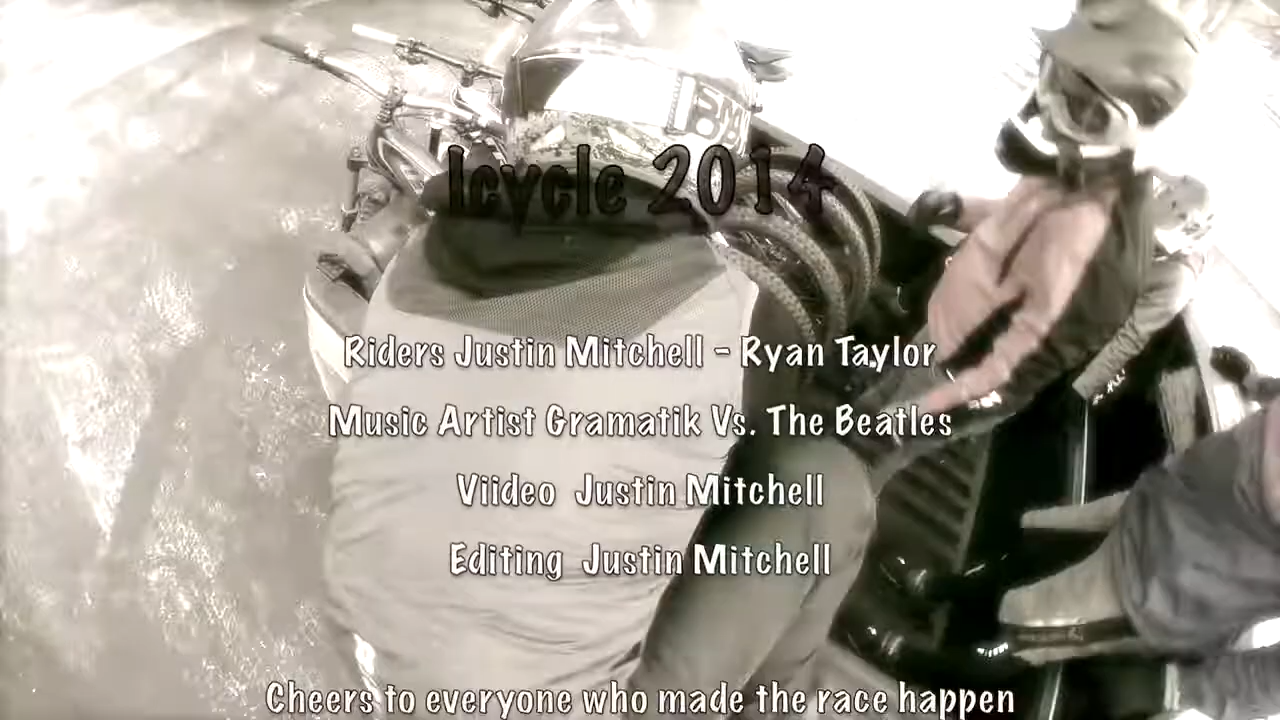 Icycle 2014
Riders Justin Mitchell - Ryan Taylor
Music Artist Gramatik Vs. The Beatles
Viideo  Justin Mitchell
Editing  Justin Mitchell
Cheers to everyone who made the race happen